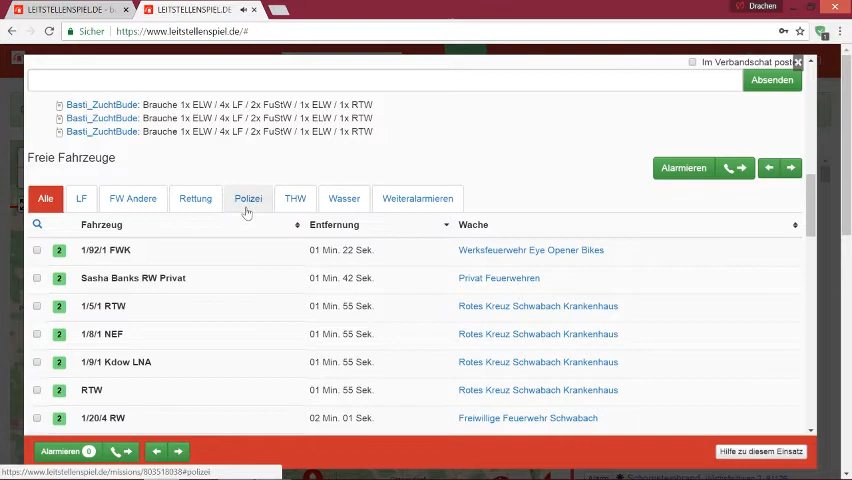 Drachen
LEITSTELLENSPIEL.DE - b
LEITSTELLENSPIEL.DE
Sicher https://www.leitstellenspiel.de/#
Im Verbandschat post
Absenden
Basti_ZuchtBude: Brauche 1x ELW / 4x LF / 2x FuStW / 1x ELW / 1x RTW
Basti_ZuchtBude: Brauche 1x ELW / 4x LF / 2x FuStW / 1x ELW / 1x RTW
Basti_ZuchtBude: Brauche 1x ELW / 4x LF / 2x FuStW / 1x ELW / 1x RTW
Freie Fahrzeuge
Alarmieren
Alle LF FW Andere Rettung Polizei THW Wasser Weiteralarmieren
Fahrzeug Entfernung Wache
2 1/92/1 FWK 01 Min. 22 Sek. Werksfeuerwehr Eye Opener Bikes
2 Sasha Banks RW Privat 01 Min. 42 Sek. Privat Feuerwehren
2 1/5/1 RTW 01 Min. 55 Sek. Rotes Kreuz Schwabach Krankenhaus
2 1/8/1 NEF 01 Min. 55 Sek. Rotes Kreuz Schwabach Krankenhaus
2 1/9/1 Kdow LNA 01 Min. 55 Sek. Rotes Kreuz Schwabach Krankenhaus
2 RTW 01 Min. 55 Sek. Rotes Kreuz Schwabach Krankenhaus
2 1/20/4 RW 02 Min. 01 Sek. Freiwillige Feuerwehr Schwabach
Alarmieren 0
Hilfe zu diesem Einsatz
https://www.leitstellenspiel.de/missions/803518038#polizei